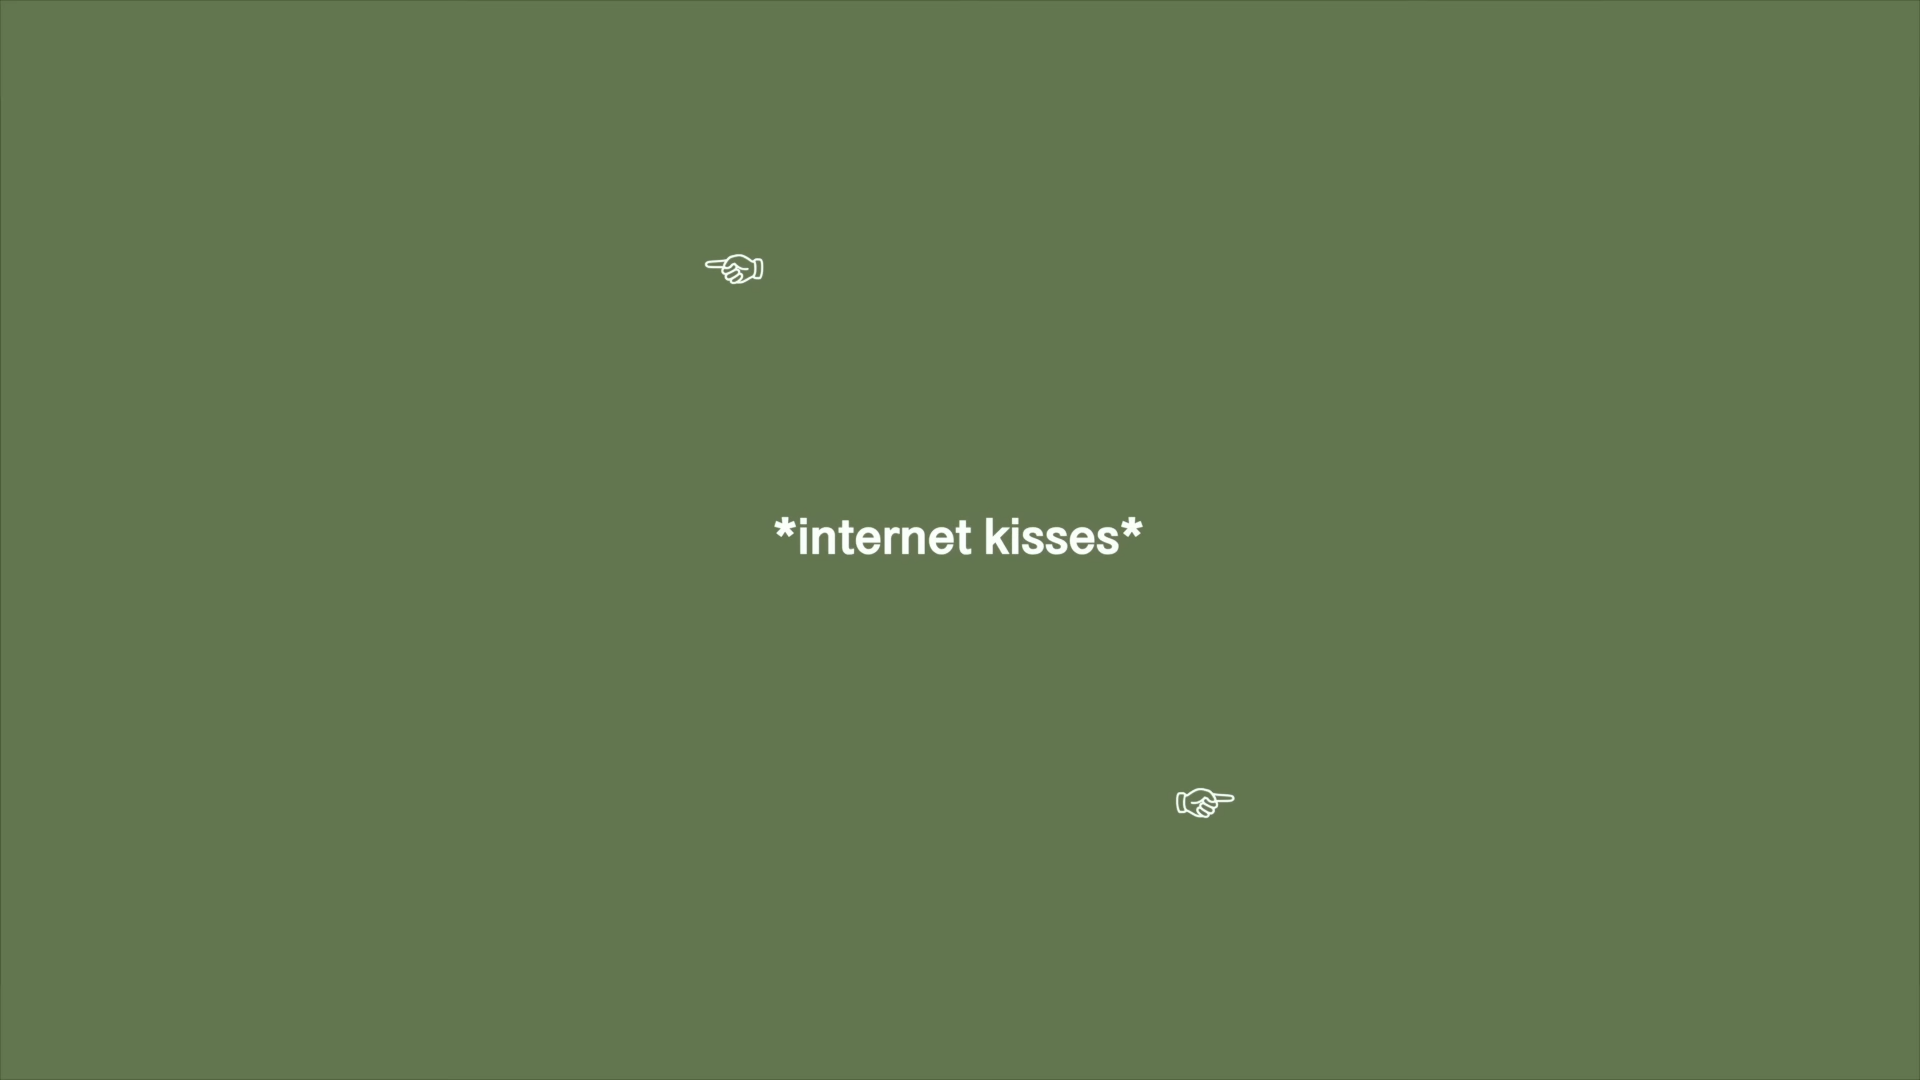 ☜
*internet kisses*
☞